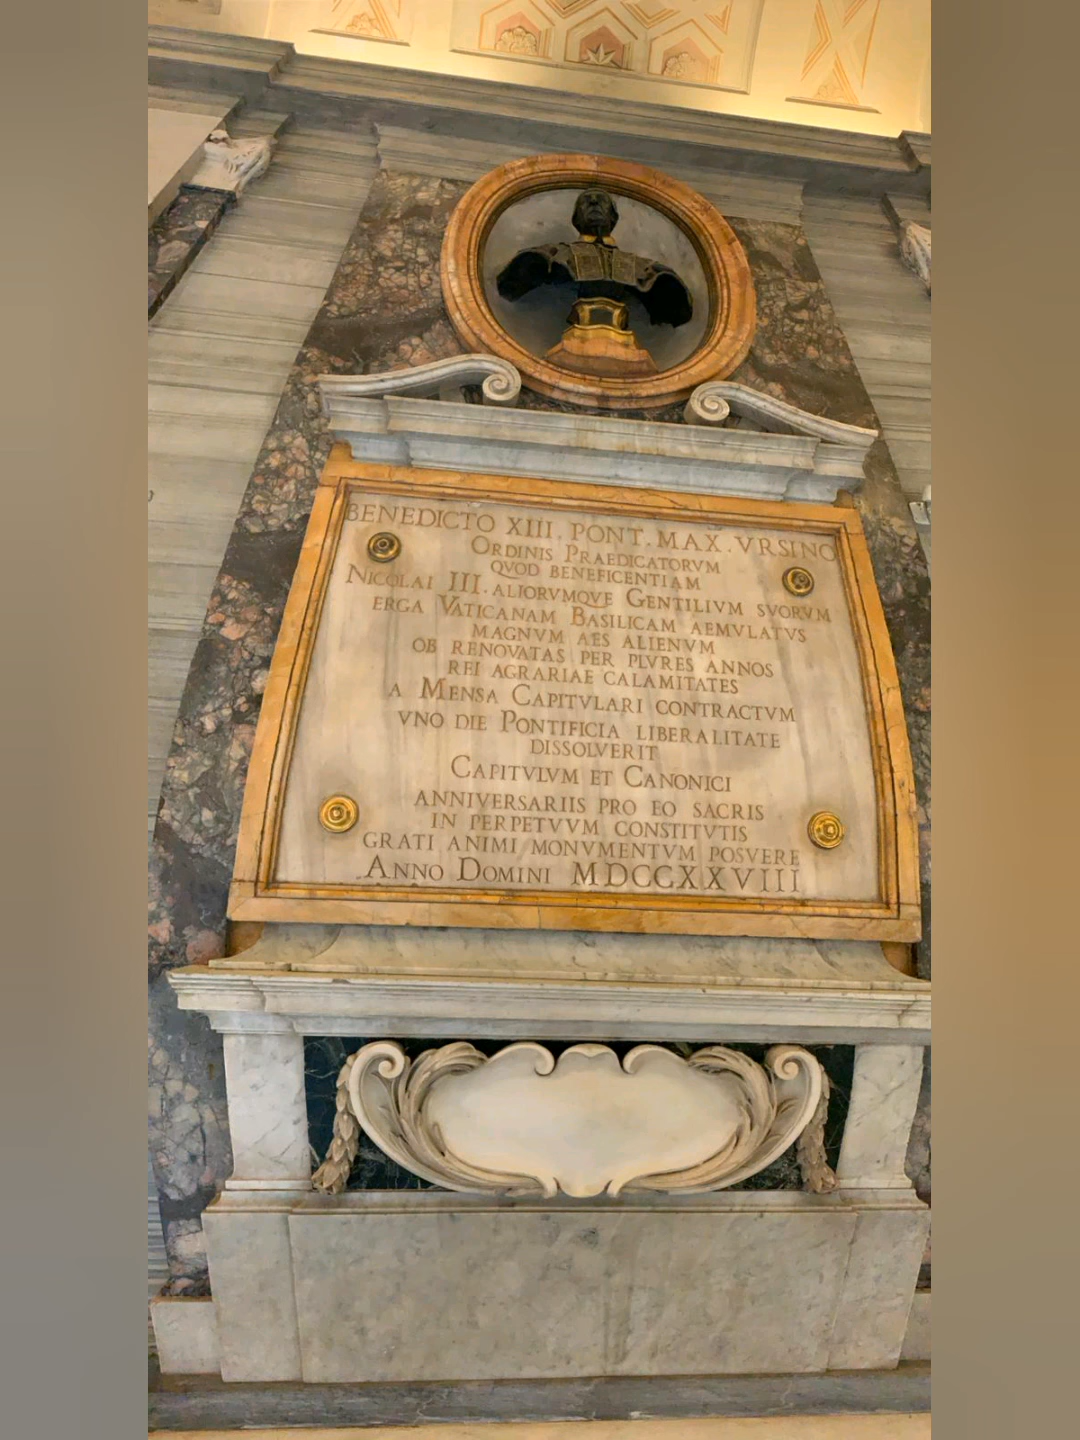 BENEDICTO XIII. PONT. MAX. VRSINO
ORDINIS PRAEDICATORVM
QVOD BENEFICENTIAM
NICOLAI III. ALIORVMQVE GENTILIVM SVORVM
ERGA VATICANAM BASILICAM AEMVLATVS
MAGNVM AES ALIENVM
OB RENOVATAS PER PLVRES ANNOS
REI AGRARIAE CALAMITATES
A MENSA CAPITVLARI CONTRACTVM
VNO DIE PONTIFICIA LIBERALITATE
DISSOLVERIT
CAPITVLVM ET CANONICI
ANNIVERSARIIS PRO EO SACRIS
IN PERPETVVM CONSTITVTIS
GRATI ANIMI MONVMENTVM POSVERE
ANNO DOMINI MDCCXXVIII